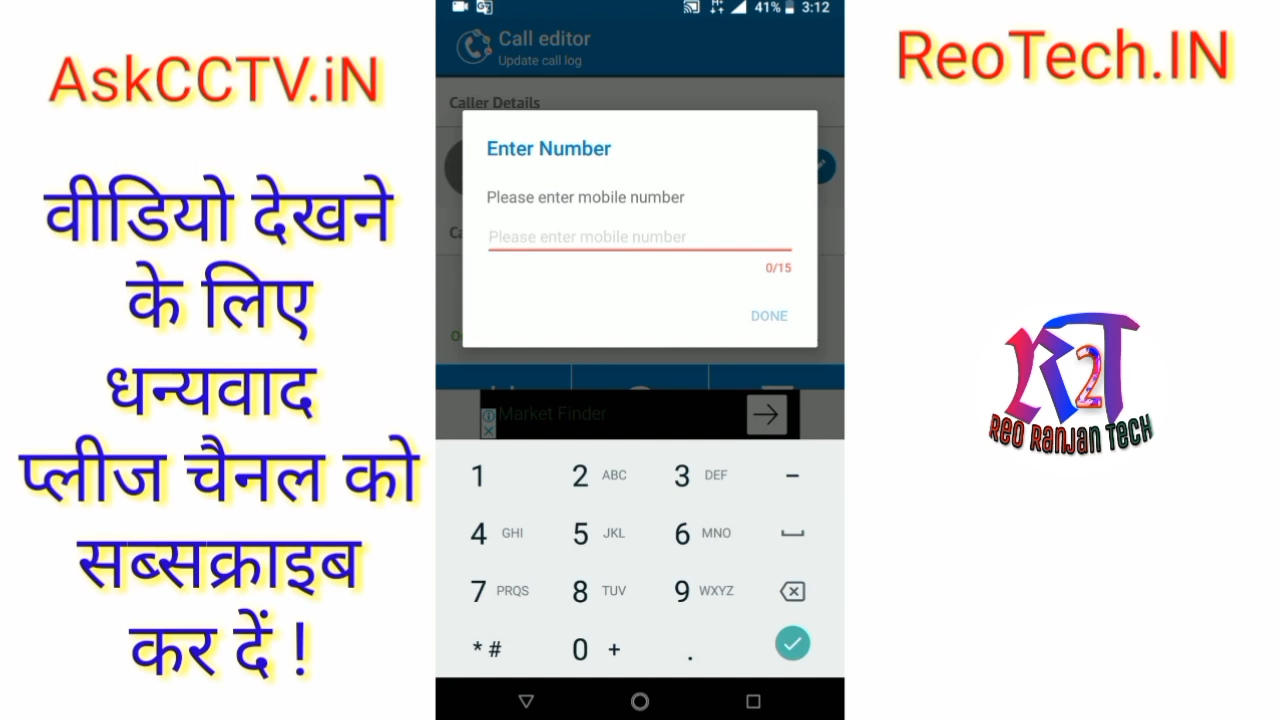 AskCCTV.iN
वीडियो देखने
के लिए
धन्यवाद
प्लीज चैनल को
सब्सक्राइब
कर दें !
41% 3:12
Call editor
Update call log
Caller Details
Enter Number
Please enter mobile number
Please enter mobile number
0/15
DONE
Market Finder
1 2 ABC 3 DEF -
4 GHI 5 JKL 6 MNO
7 PRQS 8 TUV 9 WXYZ
* # 0 + .
ReoTech.IN
R2T
Reo Ranjan Tech